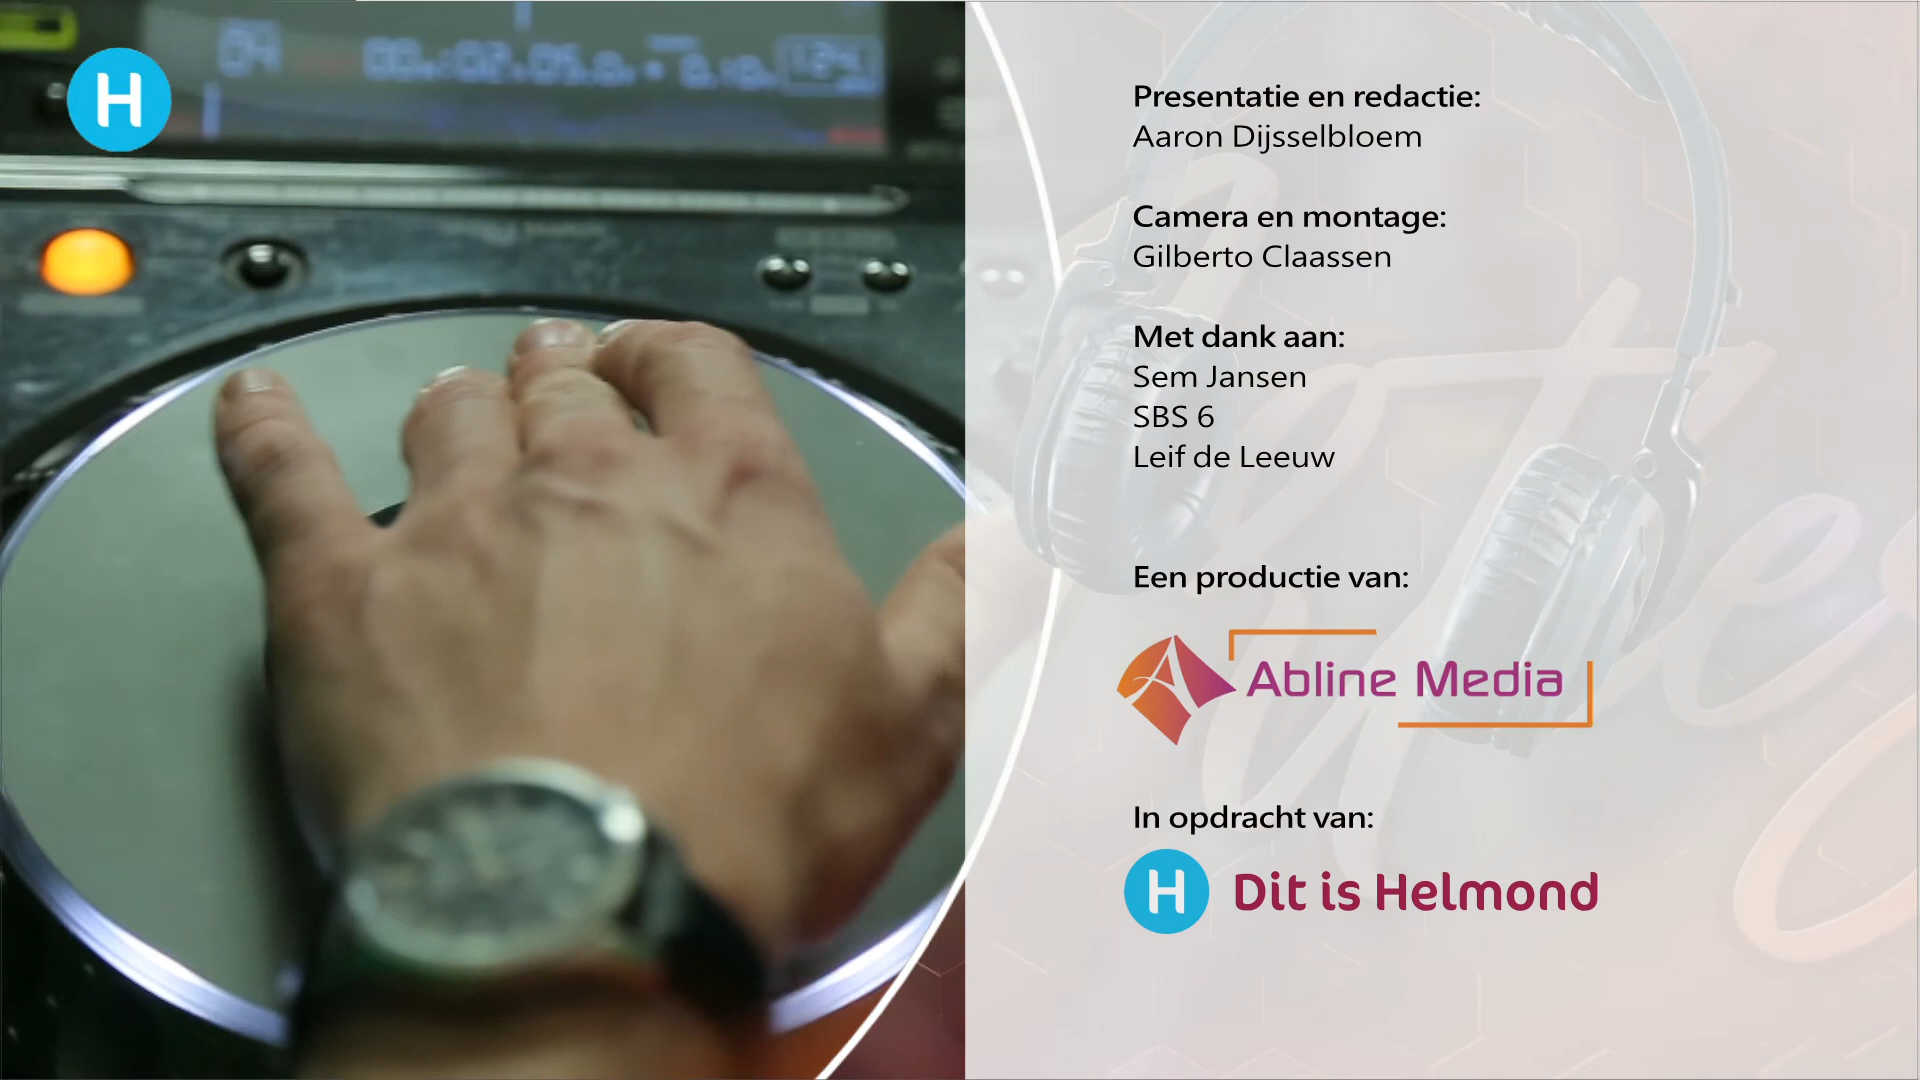 H
04
Presentatie en redactie:
Aaron Dijsselbloem
Camera en montage:
Gilberto Claassen
Met dank aan:
Sem Jansen
SBS 6
Leif de Leeuw
Een productie van:
Abline Media
In opdracht van:
H Dit is Helmond